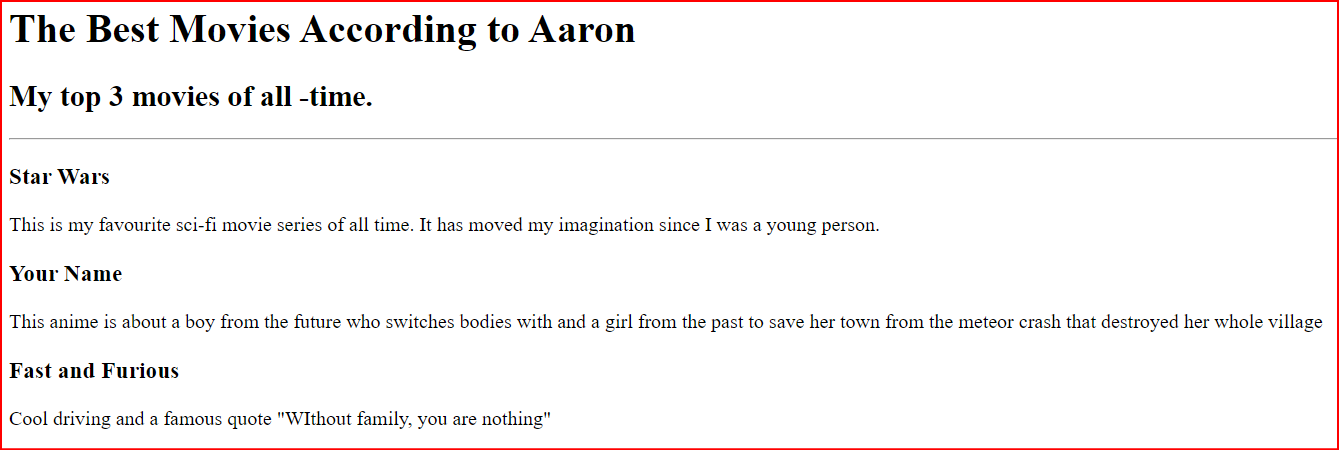 The Best Movies According to Aaron
My top 3 movies of all -time.
Star Wars
This is my favourite sci-fi movie series of all time. It has moved my imagination since I was a young person.
Your Name
This anime is about a boy from the future who switches bodies with and a girl from the past to save her town from the meteor crash that destroyed her whole village
Fast and Furious
Cool driving and a famous quote "WIthout family, you are nothing"